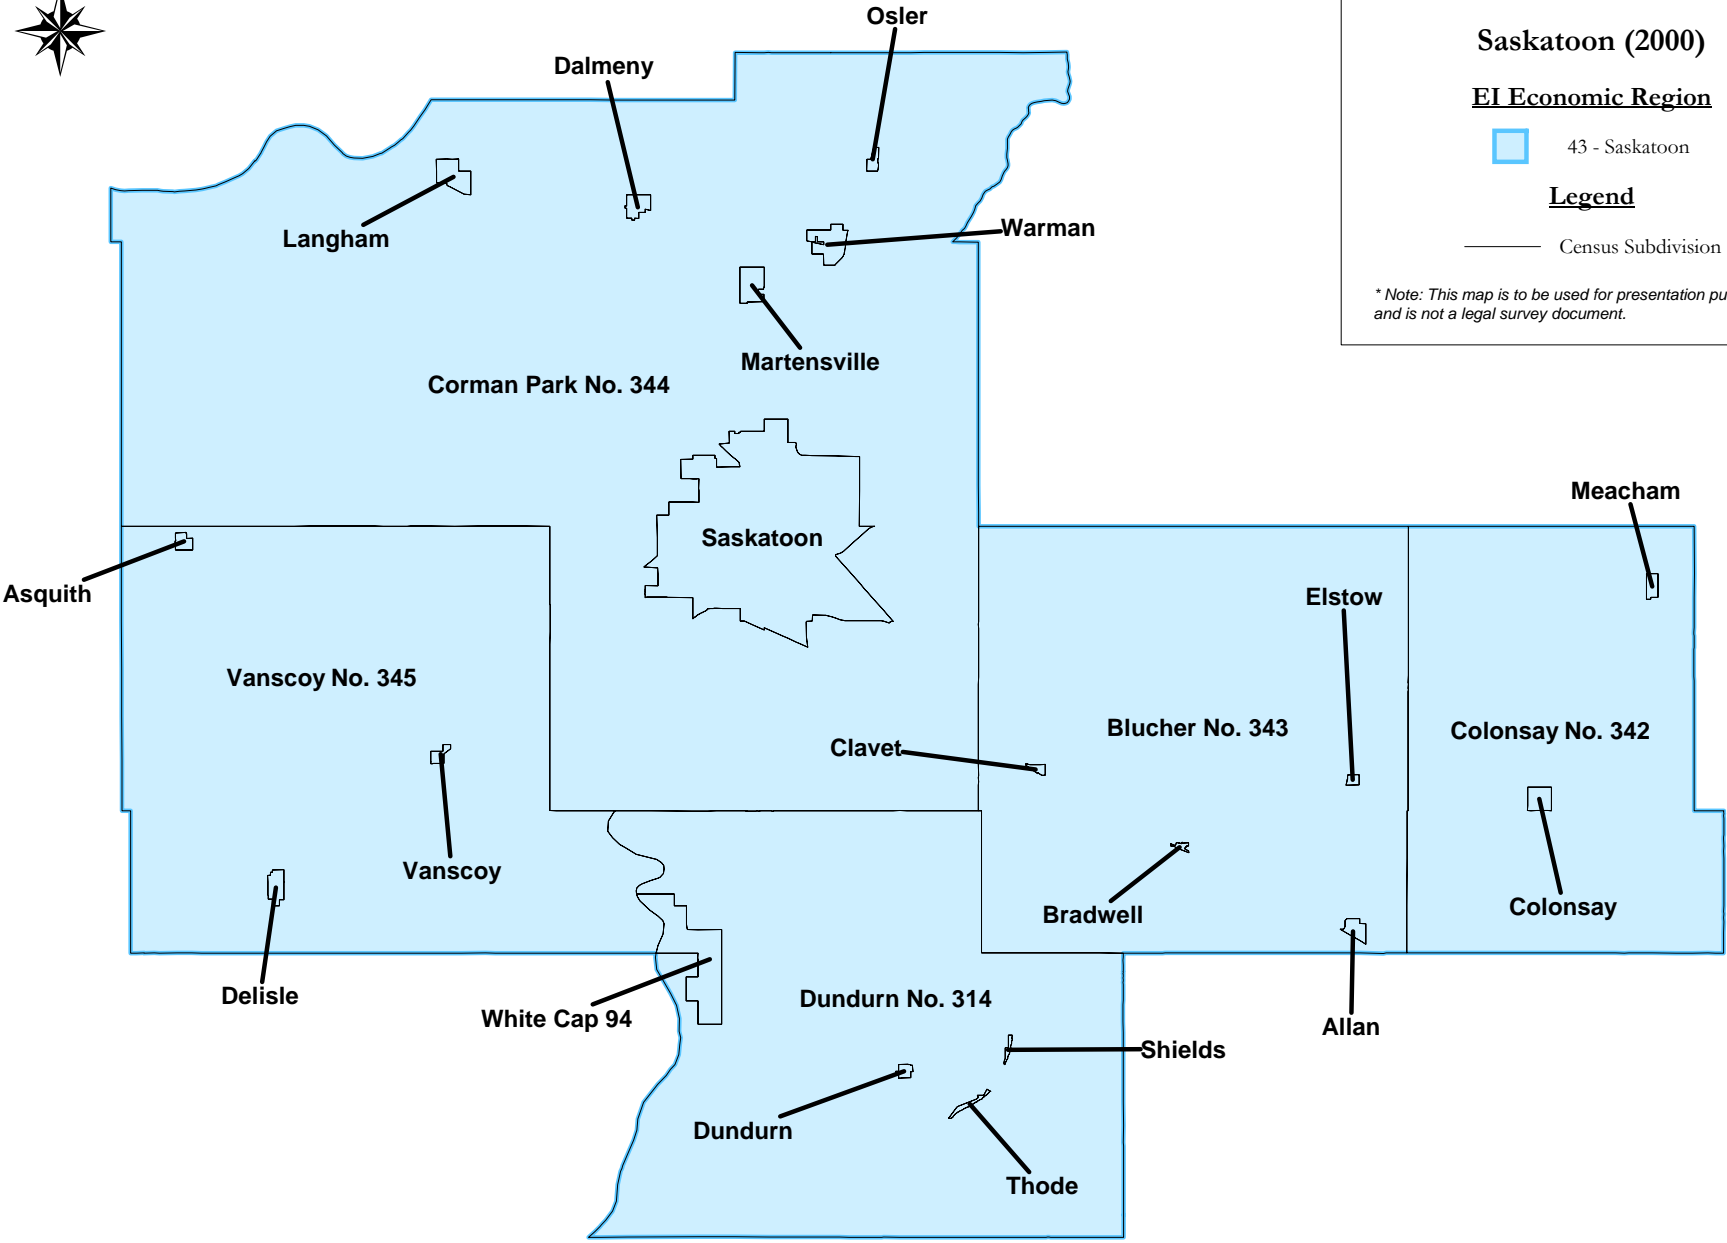 Osler
Saskatoon (2000)
Dalmeny
EI Economic Region
43 - Saskatoon
Legend
Langham
Warman
Census Subdivision
* Note: This map is to be used for presentation
and is not a legal survey document.
Martensville
Corman Park No. 344
Meacham
Saskatoon
Asquith
Elstow
Vanscoy No. 345
Blucher No. 343
Colonsay No. 342
Clavet
Vanscoy
Bradwell
Colonsay
Delisle
White Cap 94
Dundurn No. 314
Allan
Shields
Dundurn
Thode